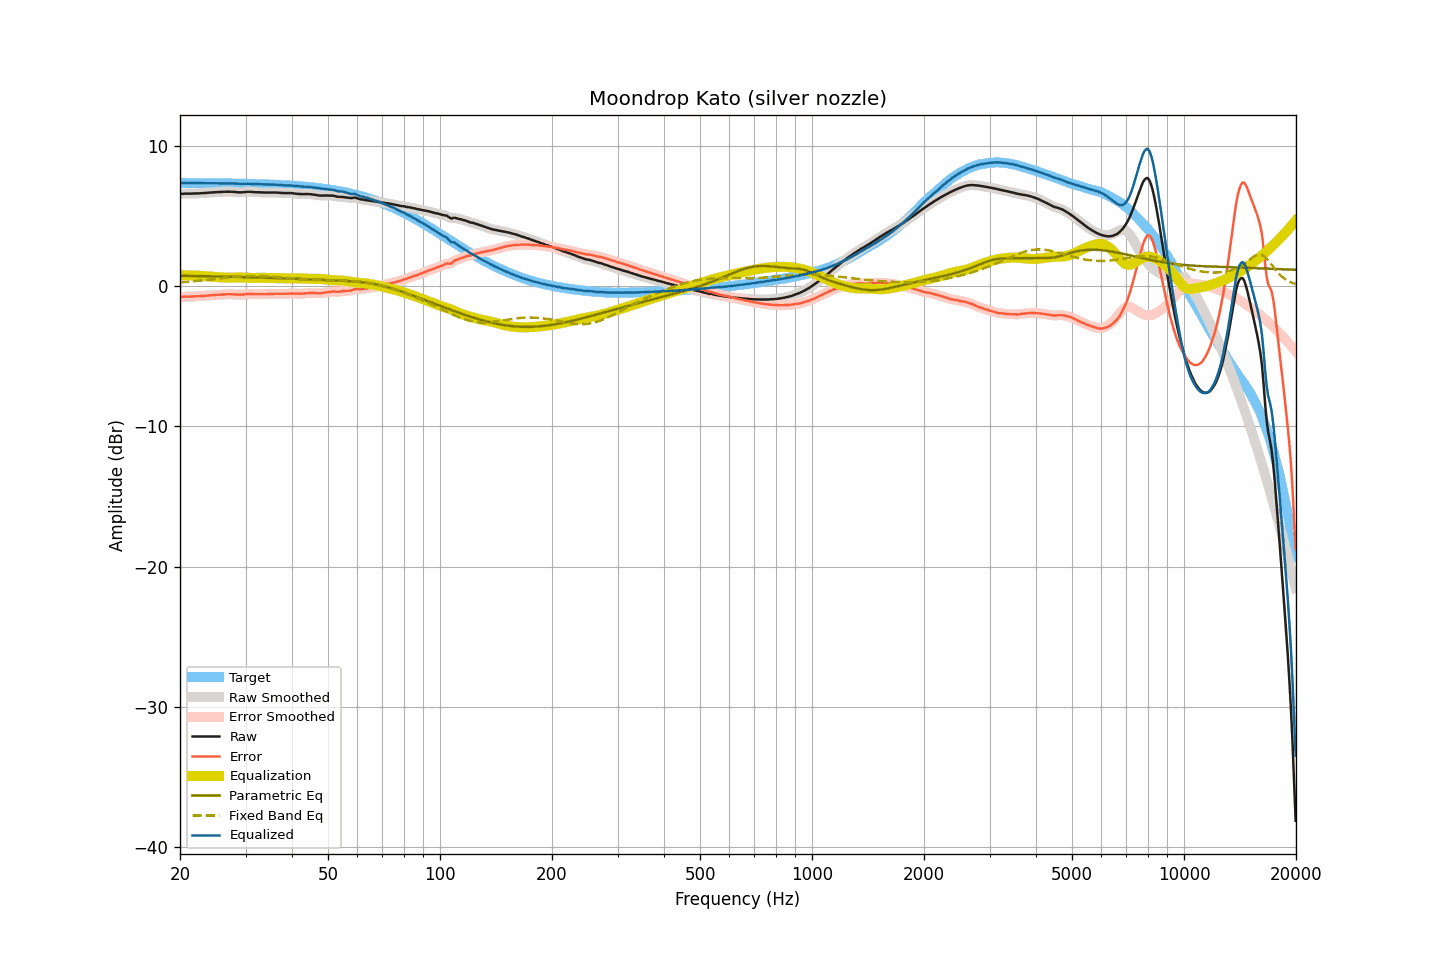 Moondrop Kato (silver nozzle)
Amplitude (dBr)
10
0
−10
−20
−30
−40
Target
Raw Smoothed
Error Smoothed
Raw
Error
Equalization
Parametric Eq
Fixed Band Eq
Equalized
20 50 100 200 500 1000 2000 5000 10000 20000
Frequency (Hz)